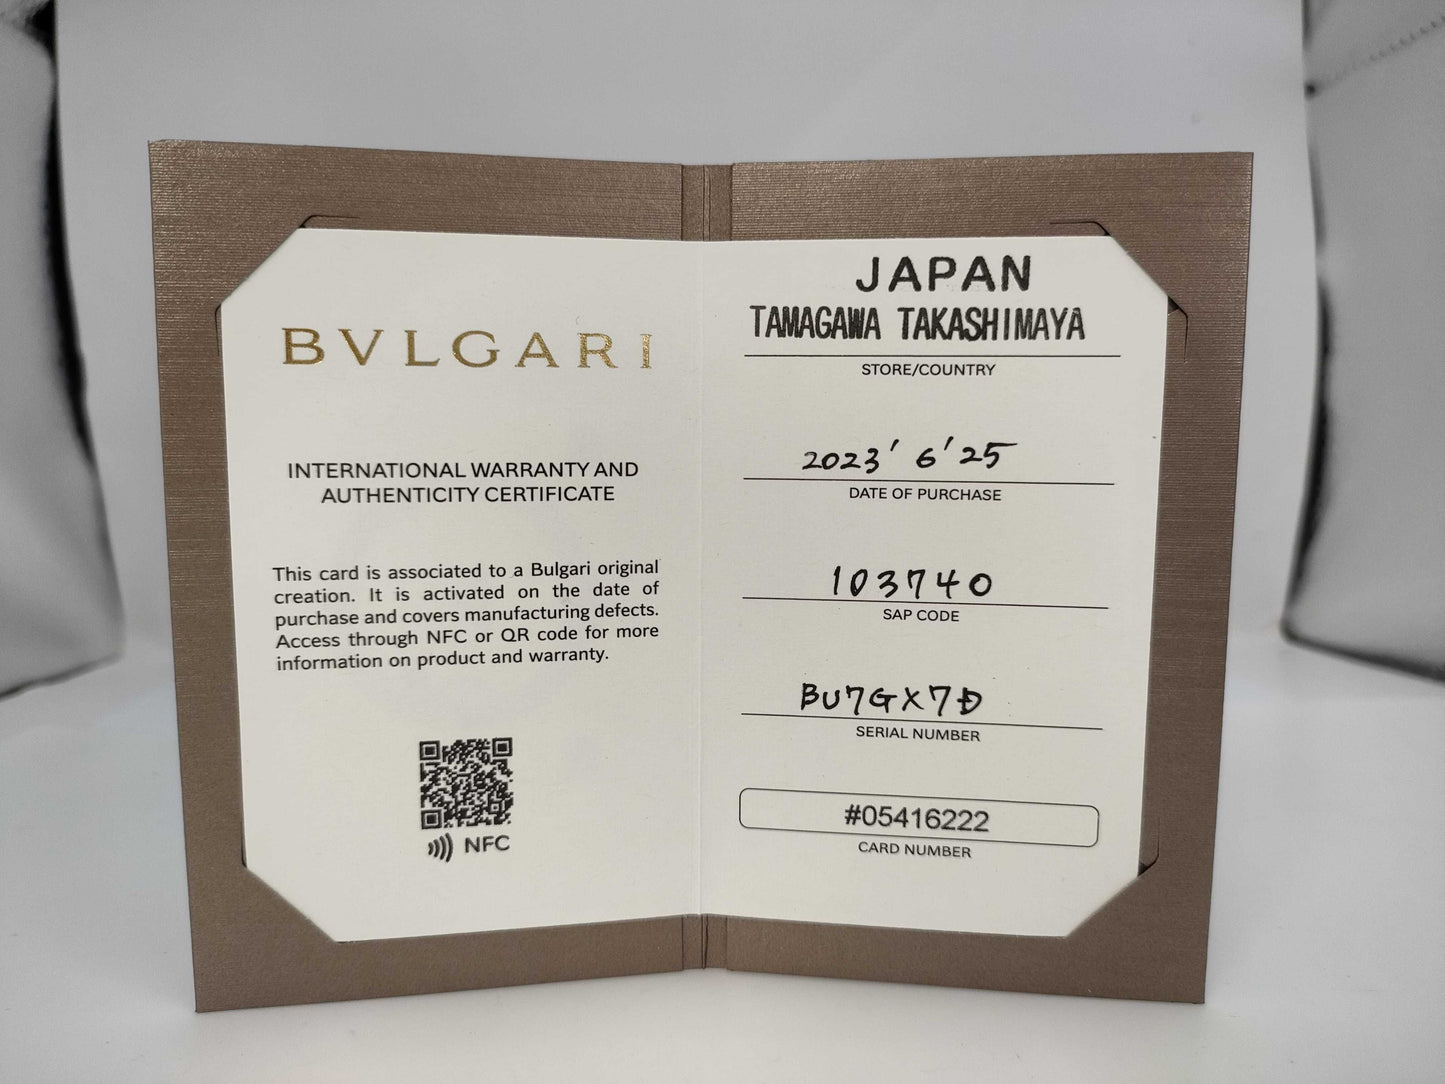 BVLGARI
INTERNATIONAL WARRANTY AND
AUTHENTICITY CERTIFICATE
This card is associated to a Bulgari original
creation. It is activated on the date of
purchase and covers manufacturing defects.
Access through NFC or QR code for more
information on product and warranty.
NFC
JAPAN
TAMAGAWA TAKASHIMAYA
STORE/COUNTRY
2023' 6'25
DATE OF PURCHASE
103740
SAP CODE
BU7GX7D
SERIAL NUMBER
#05416222
CARD NUMBER